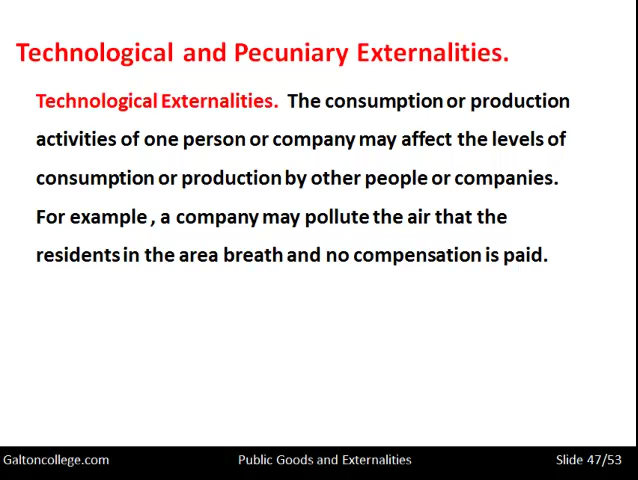 Technological and Pecuniary Externalities.
Technological Externalities. The consumption or production
activities of one person or company may affect the levels of
consumption or production by other people or companies.
For example , a company may pollute the air that the
residents in the area breath and no compensation is paid.
Galtoncollege.com Public Goods and Externalities Slide 47/53